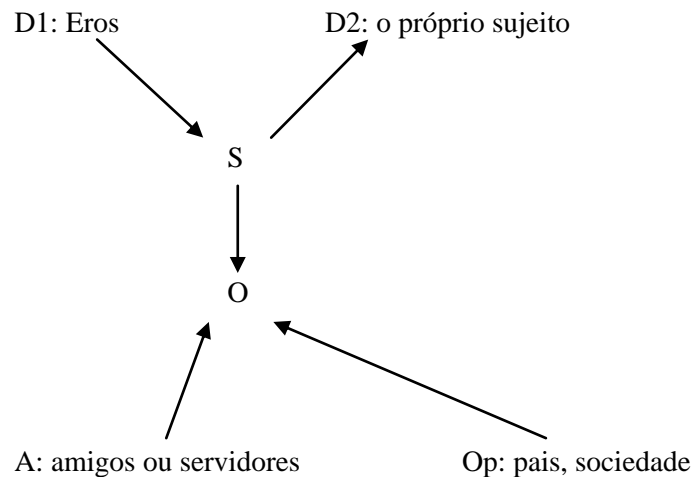 D1: Eros D2: o próprio sujeito
S
O
A: amigos ou servidores Op: pais, sociedade